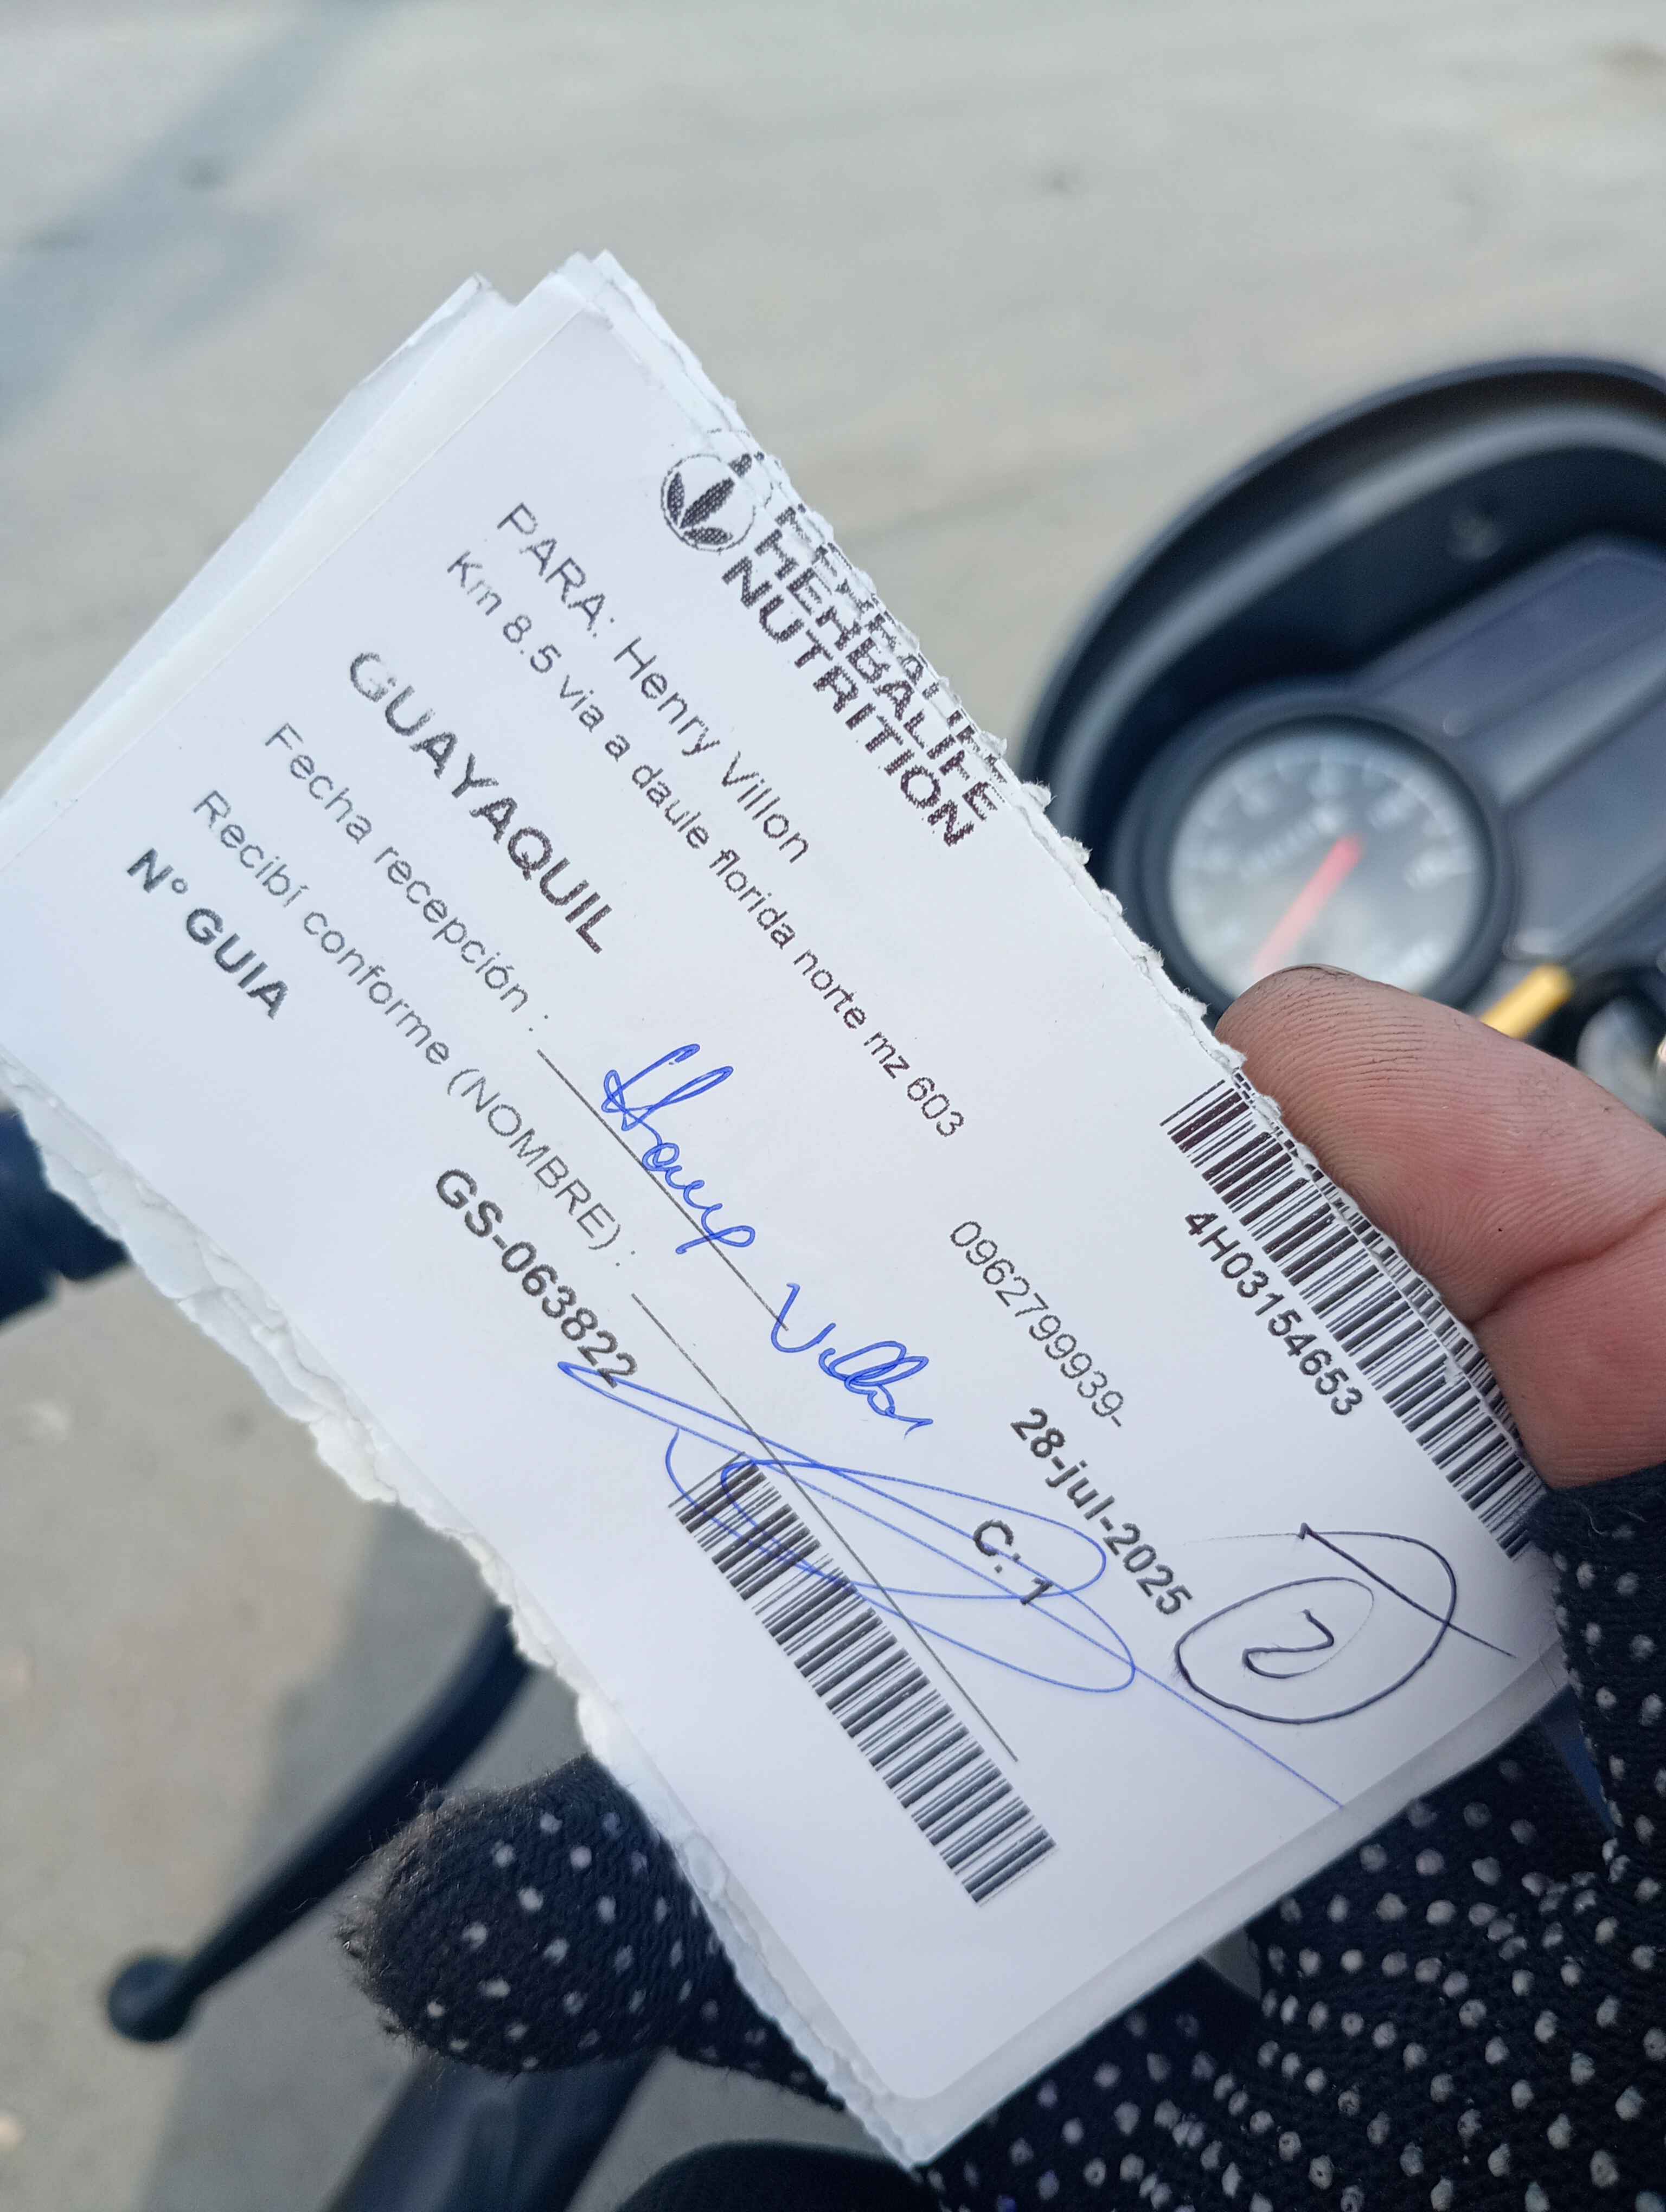 HERBALIFE
NUTRITION
4H03154653
PARA: Henry Villon
0962799939-
Km 8.5 via a daule florida norte mz 603
28-jul-2025
2
GUAYAQUIL
C: 1
Fecha recepción :
Henry Villon
Recibí conforme (NOMBRE) :
Nº GUIA
GS-063822